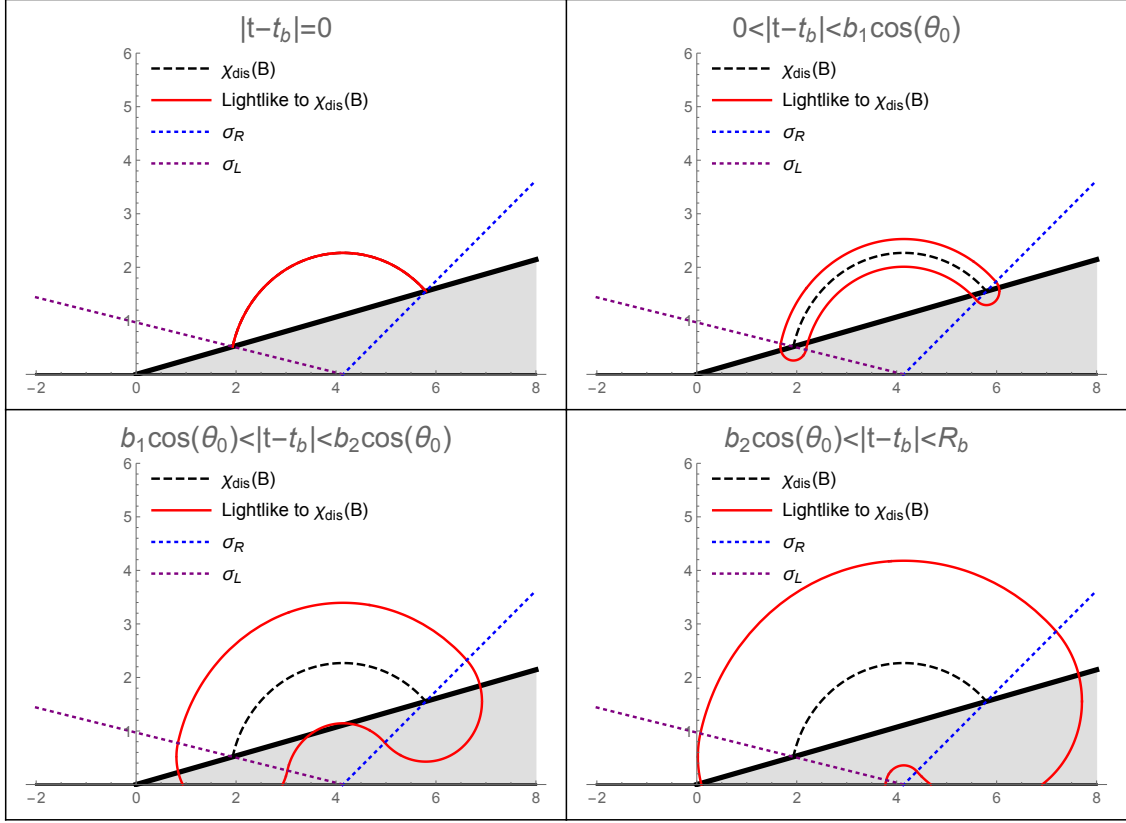 |t−t_b|=0
6
5
4
3
2
1
−2 0 2 4 6 8
χ_dis(B)
Lightlike to χ_dis(B)
σ_R
σ_L
0<|t−t_b|<b_1cos(θ_0)
6
5
4
3
2
1
−2 0 2 4 6 8
χ_dis(B)
Lightlike to χ_dis(B)
σ_R
σ_L
b_1cos(θ_0)<|t−t_b|<b_2cos(θ_0)
6
5
4
3
2
1
−2 0 2 4 6 8
χ_dis(B)
Lightlike to χ_dis(B)
σ_R
σ_L
b_2cos(θ_0)<|t−t_b|<R_b
6
5
4
3
2
1
−2 0 2 4 6 8
χ_dis(B)
Lightlike to χ_dis(B)
σ_R
σ_L